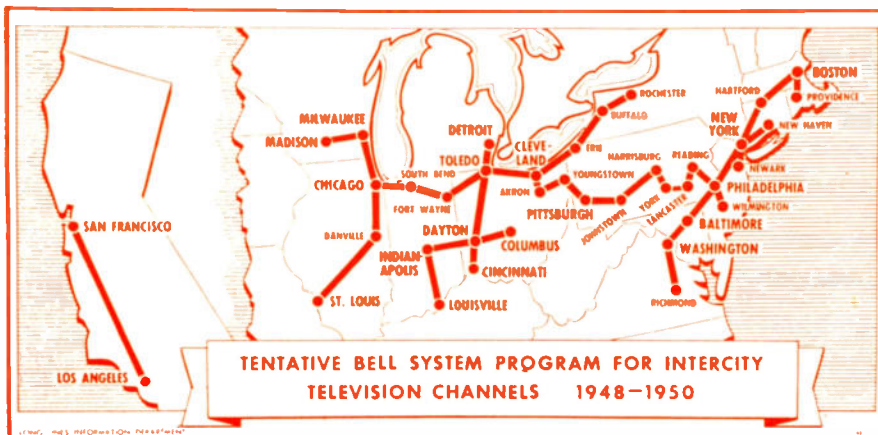 ROCHESTER
BUFFALO
BOSTON
HARTFORD
PROVIDENCE
NEW
YORK
NEW HAVEN
MILWAUKEE
MADISON
DETROIT
TOLEDO
CLEVE-
LAND
ERIE
HARRISBURG
READING
NEWARK
SOUTH BEND
YOUNGSTOWN
CHICAGO
AKRON
PHILADELPHIA
FORT WAYNE
PITTSBURGH
JOHNSTOWN
YORK
LANCASTER
WILMINGTON
BALTIMORE
SAN FRANCISCO
DANVILLE
DAYTON
COLUMBUS
WASHINGTON
INDIAN-
APOLIS
CINCINNATI
ST. LOUIS
LOUISVILLE
RICHMOND
LOS ANGELES
TENTATIVE BELL SYSTEM PROGRAM FOR INTERCITY
TELEVISION CHANNELS 1948–1950
LINES INFORMATION DEPARTMENT